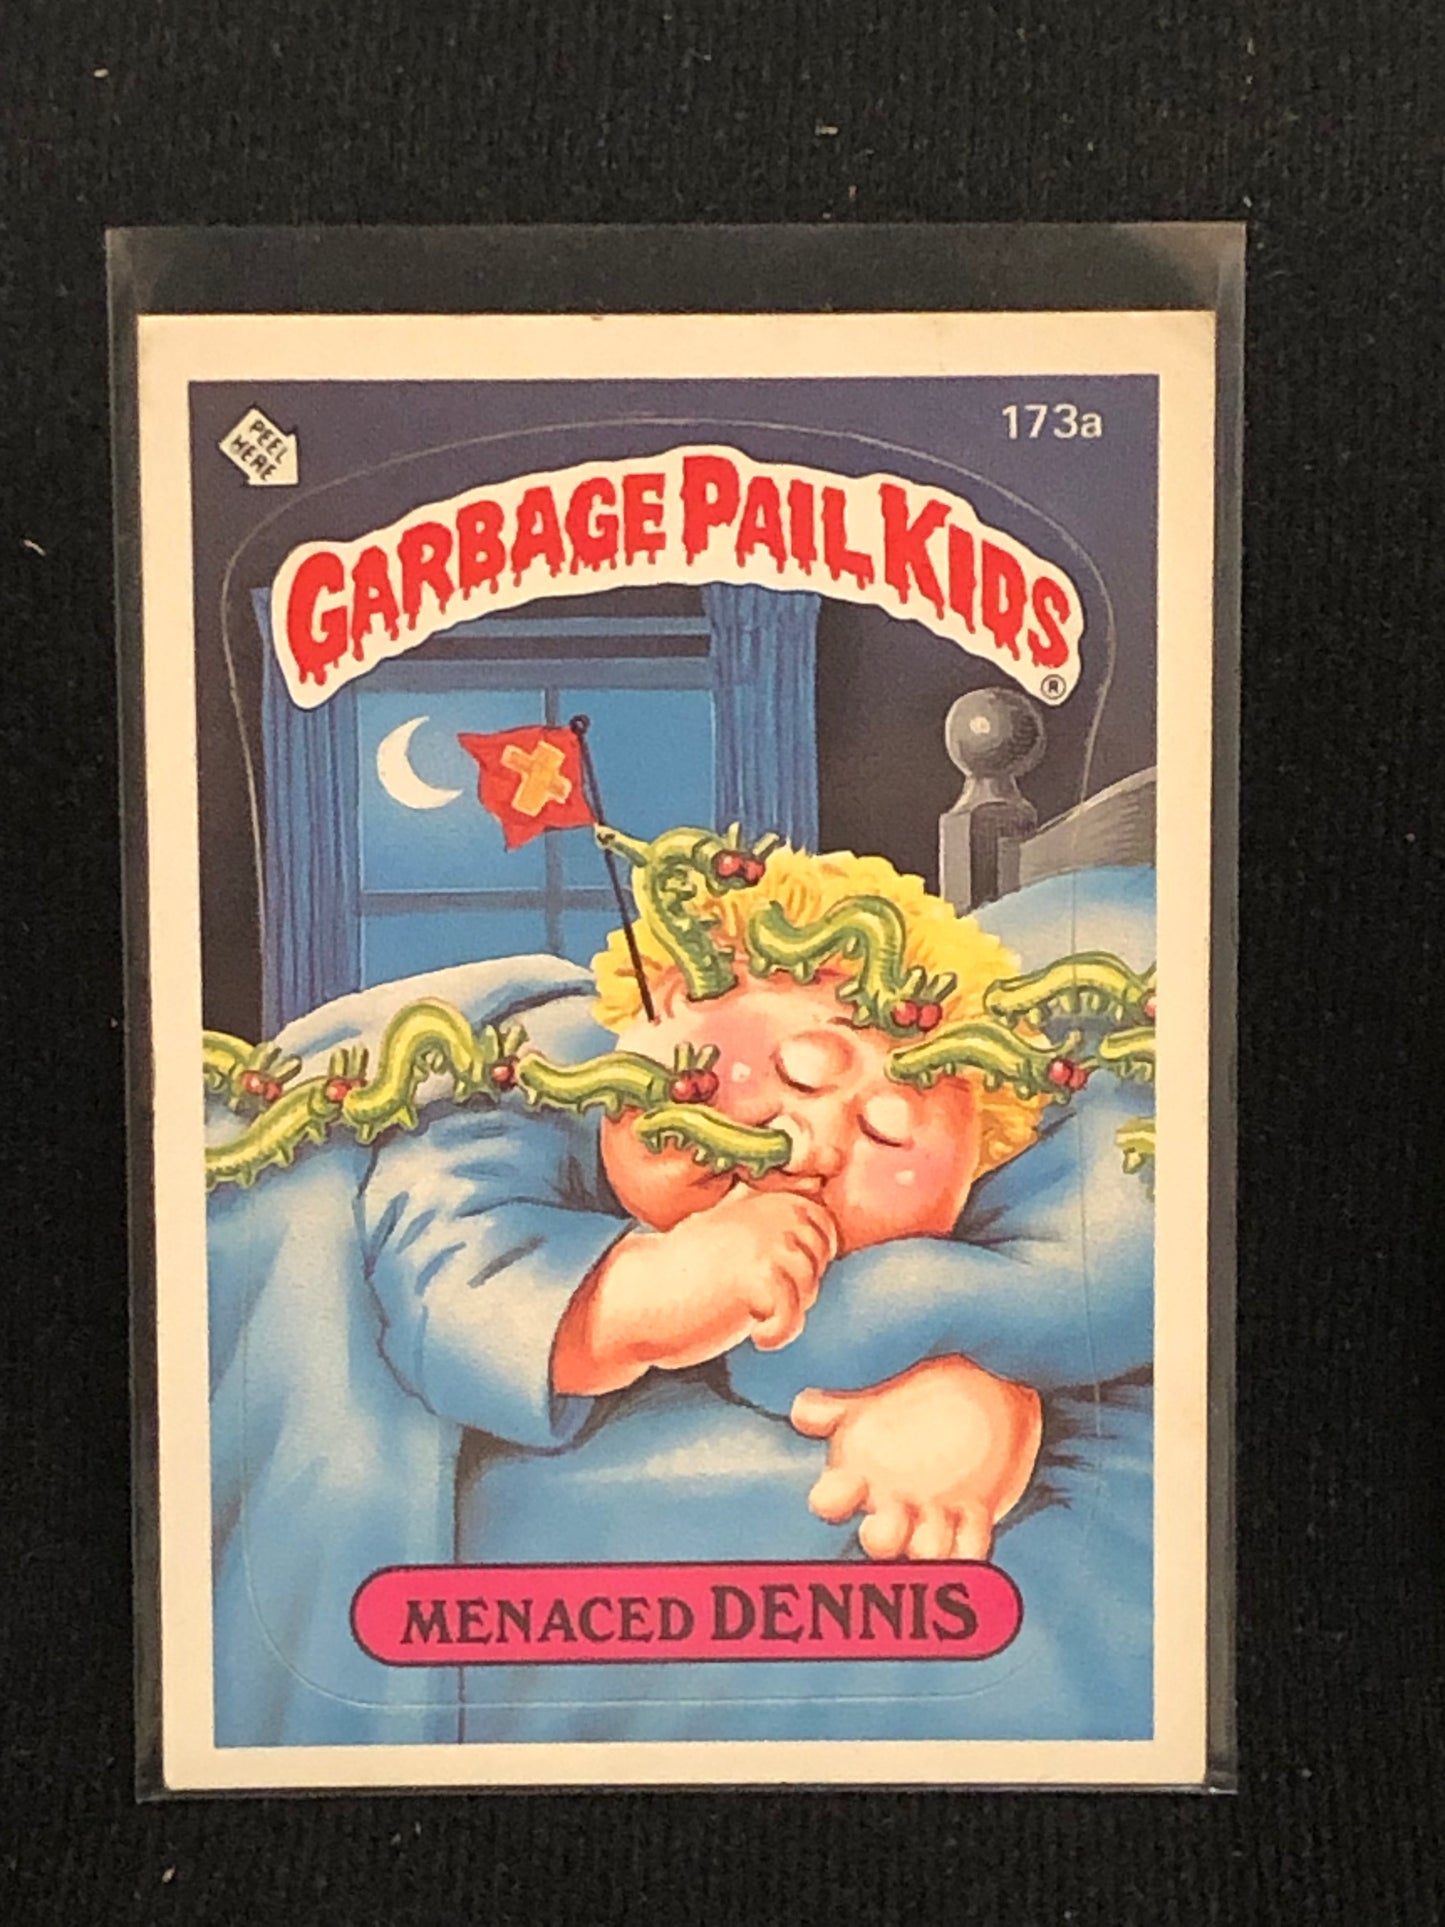 173a
PEEL
HERE
GARBAGE PAIL KIDS
®
MENACED DENNIS